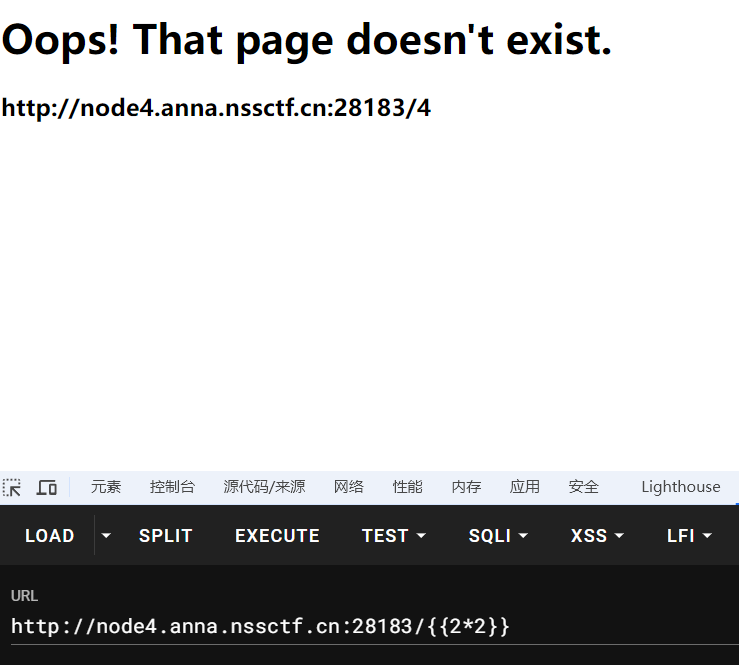 Oops! That page doesn't exist.
http://node4.anna.nssctf.cn:28183/4
元素 控制台 源代码/来源 网络 性能 内存 应用 安全 Lighthouse
LOAD SPLIT EXECUTE TEST SQLI XSS LFI
URL
http://node4.anna.nssctf.cn:28183/{{2*2}}